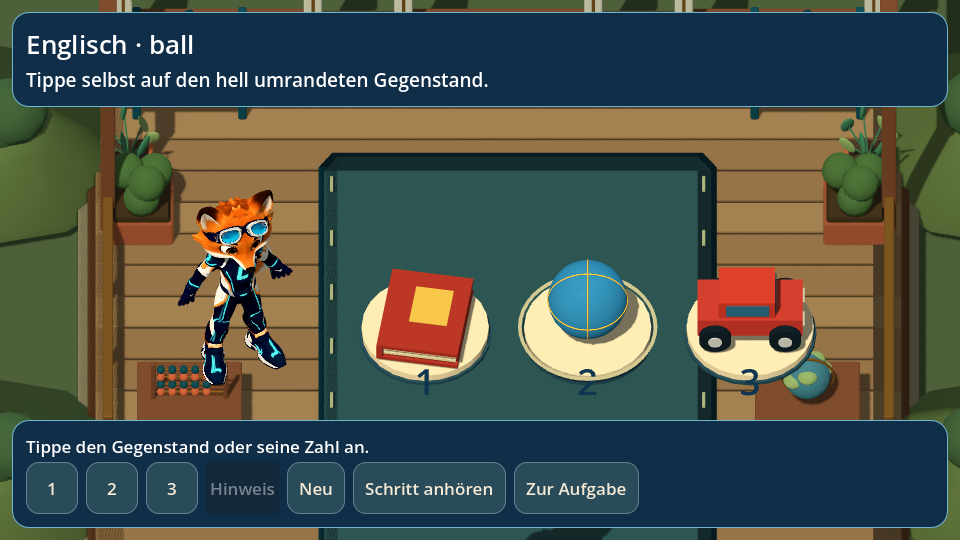 Englisch · ball
Tippe selbst auf den hell umrandeten Gegenstand.
1
2
3
Tippe den Gegenstand oder seine Zahl an.
1
2
3
Hinweis
Neu
Schritt anhören
Zur Aufgabe